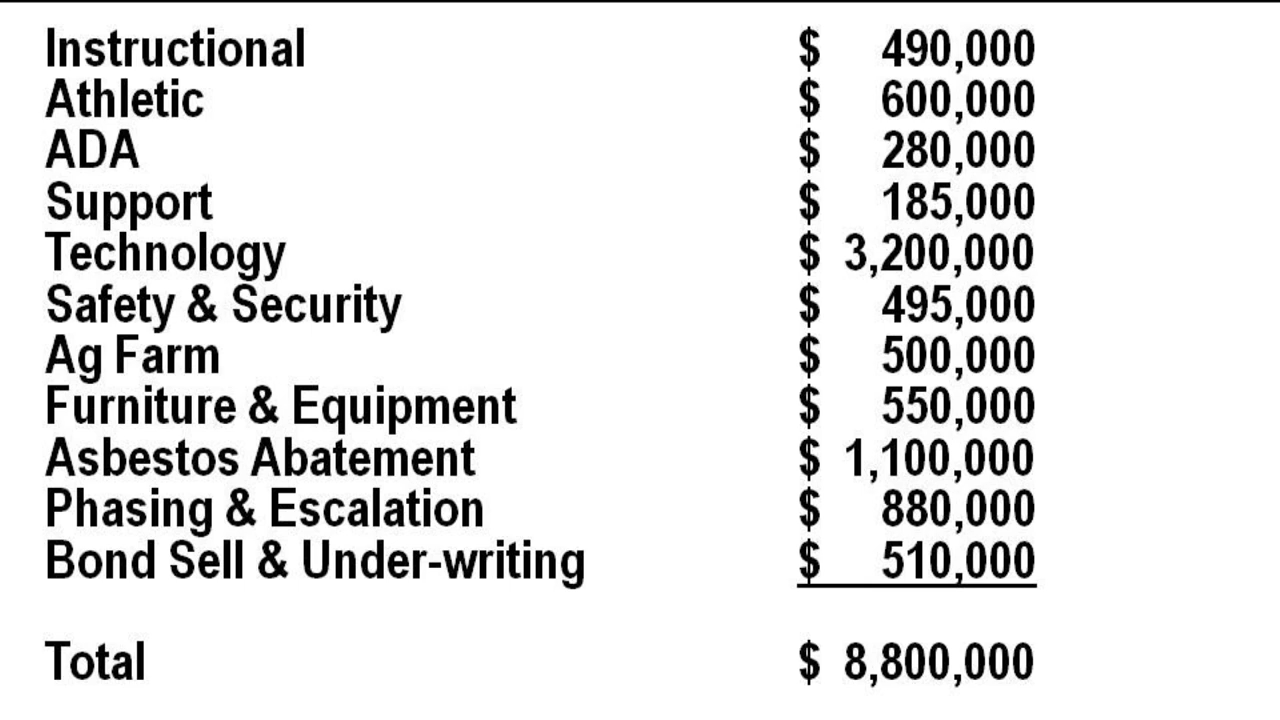 Instructional $ 490,000
Athletic $ 600,000
ADA $ 280,000
Support $ 185,000
Technology $ 3,200,000
Safety & Security $ 495,000
Ag Farm $ 500,000
Furniture & Equipment $ 550,000
Asbestos Abatement $ 1,100,000
Phasing & Escalation $ 880,000
Bond Sell & Under-writing $ 510,000
Total $ 8,800,000